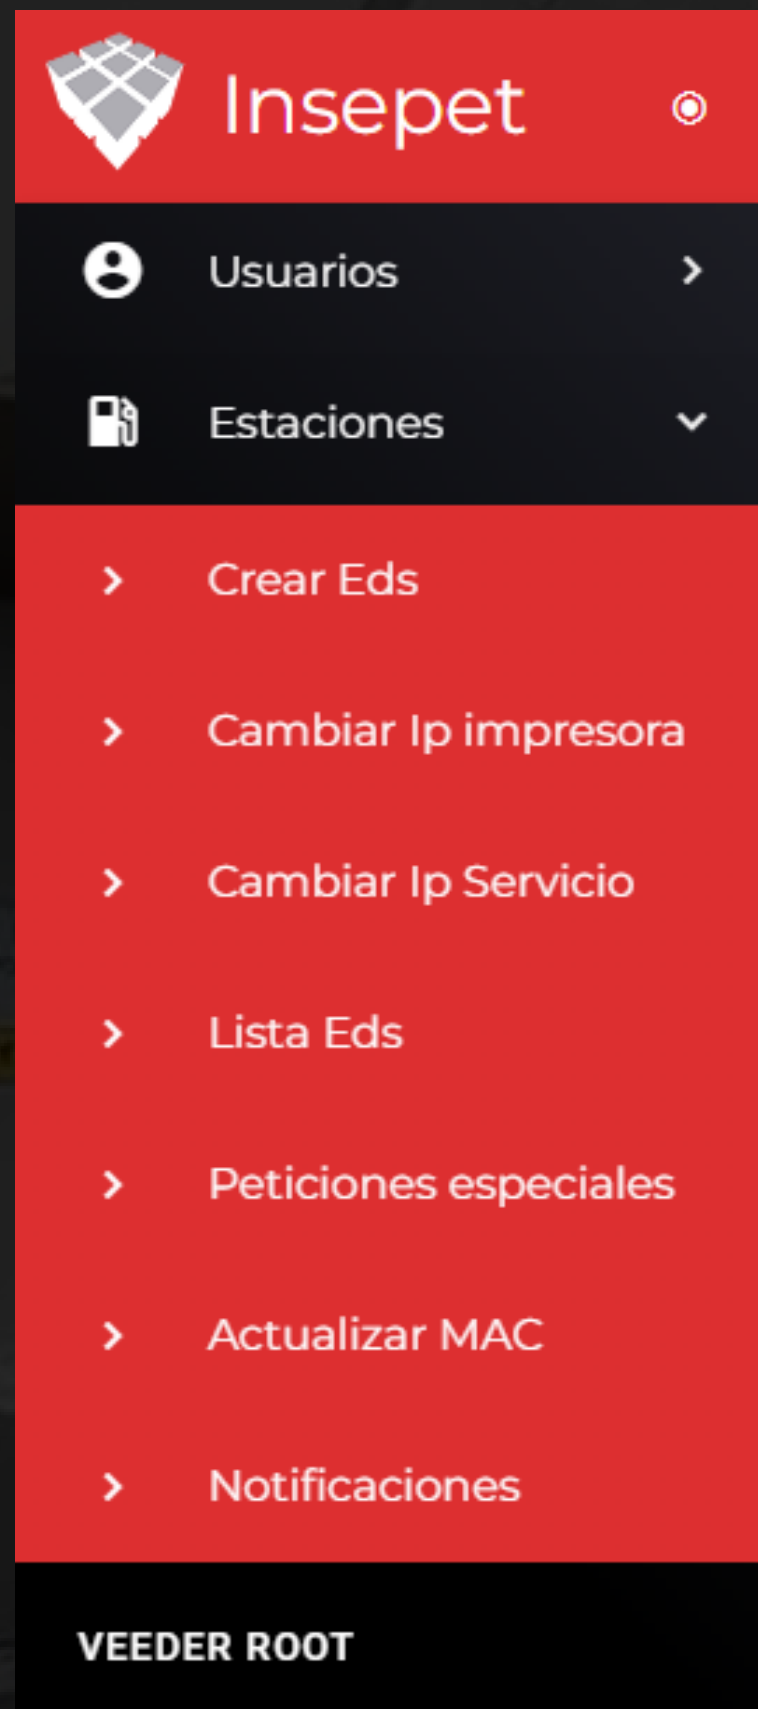 Insepet
Usuarios
Estaciones
Crear Eds
Cambiar Ip impresora
Cambiar Ip Servicio
Lista Eds
Peticiones especiales
Actualizar MAC
Notificaciones
VEEDER ROOT